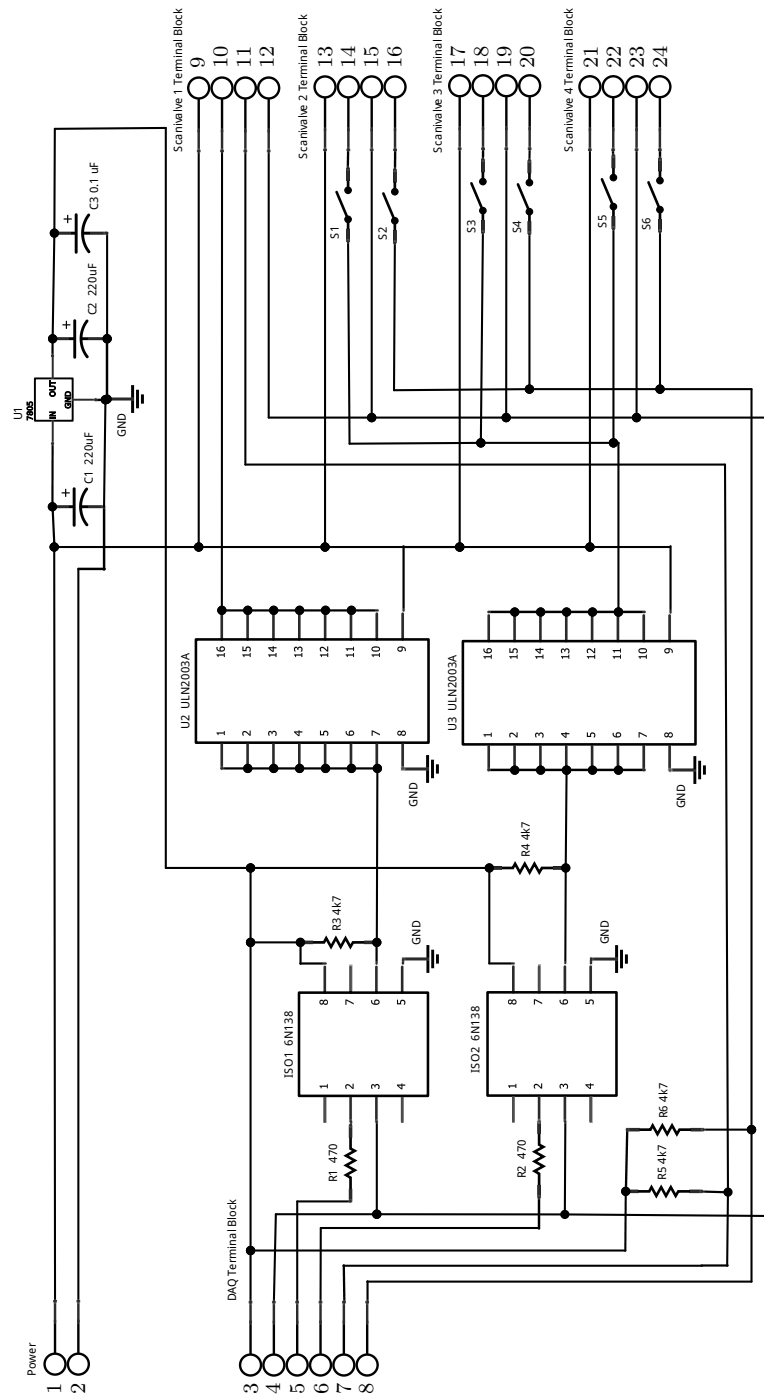 Scanivalve 1 Terminal Block
9
10
11
12
Scanivalve 2 Terminal Block
13
14
15
16
Scanivalve 3 Terminal Block
17
18
19
20
Scanivalve 4 Terminal Block
21
22
23
24
S1
S2
S3
S4
S5
S6
+
C3 0.1 uF
+
C2 220uF
U1
7805
IN
OUT
GND
GND
+
C1 220uF
U2 ULN2003A
16
15
14
13
12
11
10
9
1
2
3
4
5
6
7
8
GND
U3 ULN2003A
16
15
14
13
12
11
10
9
1
2
3
4
5
6
7
8
GND
R4 4k7
R3 4k7
GND
GND
ISO1 6N138
8
7
6
5
1
2
3
4
ISO2 6N138
8
7
6
5
1
2
3
4
R1 470
R2 470
R6 4k7
R5 4k7
Power
1
2
DAQ Terminal Block
3
4
5
6
7
8